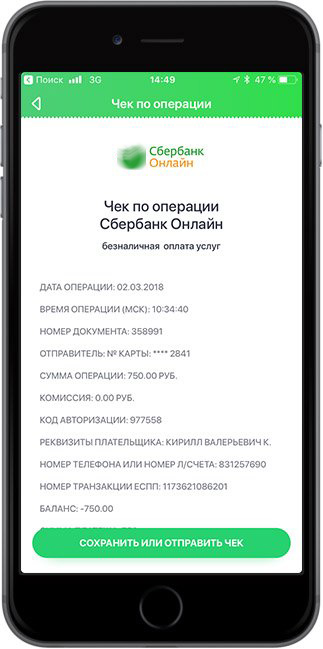 Поиск 3G 14:49 47 %
Чек по операции
Сбербанк
Онлайн
Чек по операции
Сбербанк Онлайн
безналичная оплата услуг
ДАТА ОПЕРАЦИИ: 02.03.2018
ВРЕМЯ ОПЕРАЦИИ (МСК): 10:34:40
НОМЕР ДОКУМЕНТА: 358991
ОТПРАВИТЕЛЬ: № КАРТЫ: **** 2841
СУММА ОПЕРАЦИИ: 750.00 РУБ.
КОМИССИЯ: 0.00 РУБ.
КОД АВТОРИЗАЦИИ: 977558
РЕКВИЗИТЫ ПЛАТЕЛЬЩИКА: КИРИЛЛ ВАЛЕРЬЕВИЧ К.
НОМЕР ТЕЛЕФОНА ИЛИ НОМЕР Л/СЧЕТА: 831257690
НОМЕР ТРАНЗАКЦИИ ЕСПП: 1173621086201
БАЛАНС: -750.00
СОХРАНИТЬ ИЛИ ОТПРАВИТЬ ЧЕК